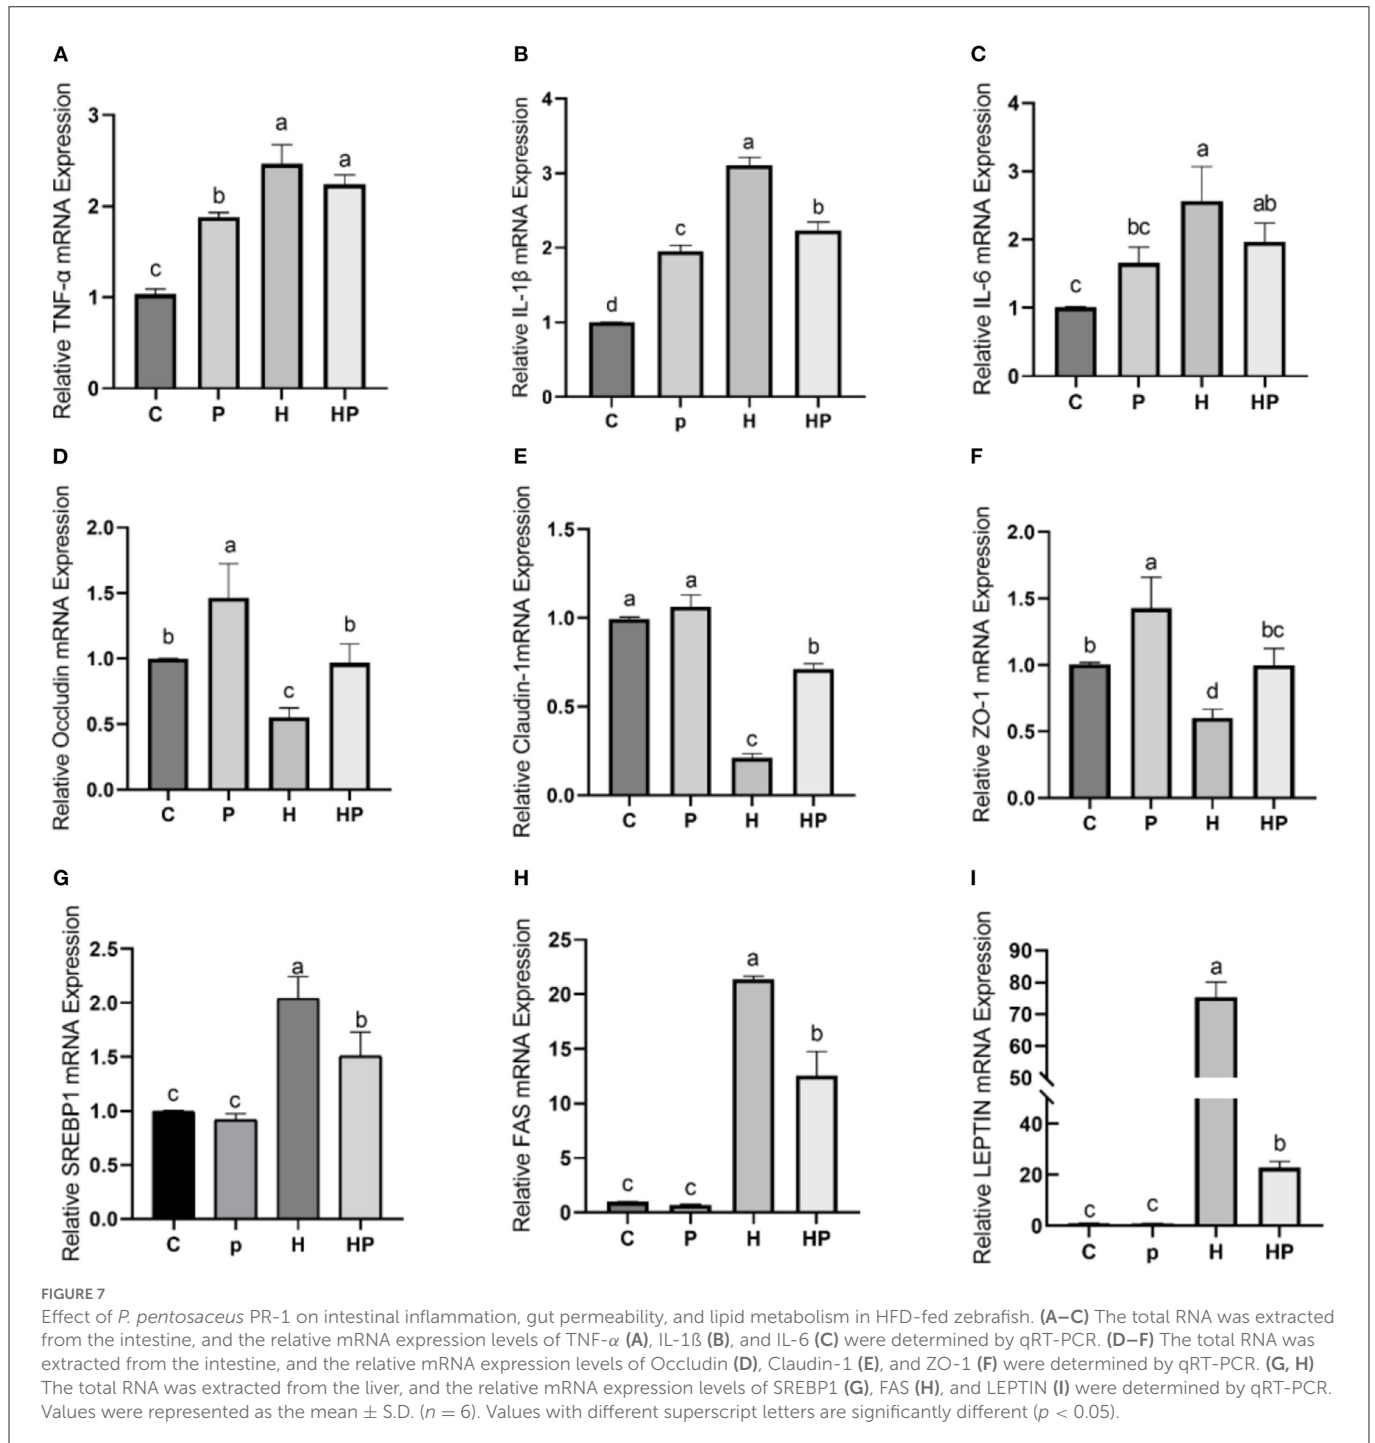 A
Relative TNF-α mRNA Expression
3
2
1
0
c
b
a
a
C P H HP
B
Relative IL-1β mRNA Expression
4
3
2
1
0
d
c
a
b
C p H HP
C
Relative IL-6 mRNA Expression
4
3
2
1
0
c
bc
a
ab
C P H HP
D
Relative Occludin mRNA Expression
2.0
1.5
1.0
0.5
0.0
b
a
c
b
C P H HP
E
Relative Claudin-1mRNA Expression
1.5
1.0
0.5
0.0
a
a
c
b
C P H HP
F
Relative ZO-1 mRNA Expression
2.0
1.5
1.0
0.5
0.0
b
a
d
bc
C P H HP
G
Relative SREBP1 mRNA Expression
2.5
2.0
1.5
1.0
0.5
0.0
c
c
a
b
C p H HP
H
Relative FAS mRNA Expression
25
20
15
10
5
0
c
c
a
b
C P H HP
I
Relative LEPTIN mRNA Expression
90
80
70
60
50
40
20
0
c
c
a
b
C p H HP
FIGURE 7
Effect of P. pentosaceus PR-1 on intestinal inflammation, gut permeability, and lipid metabolism in HFD-fed zebrafish. (A–C) The total RNA was extracted
from the intestine, and the relative mRNA expression levels of TNF-α (A), IL-1ß (B), and IL-6 (C) were determined by qRT-PCR. (D–F) The total RNA was
extracted from the intestine, and the relative mRNA expression levels of Occludin (D), Claudin-1 (E), and ZO-1 (F) were determined by qRT-PCR. (G, H)
The total RNA was extracted from the liver, and the relative mRNA expression levels of SREBP1 (G), FAS (H), and LEPTIN (I) were determined by qRT-PCR.
Values were represented as the mean ± S.D. (n = 6). Values with different superscript letters are significantly different (p < 0.05).